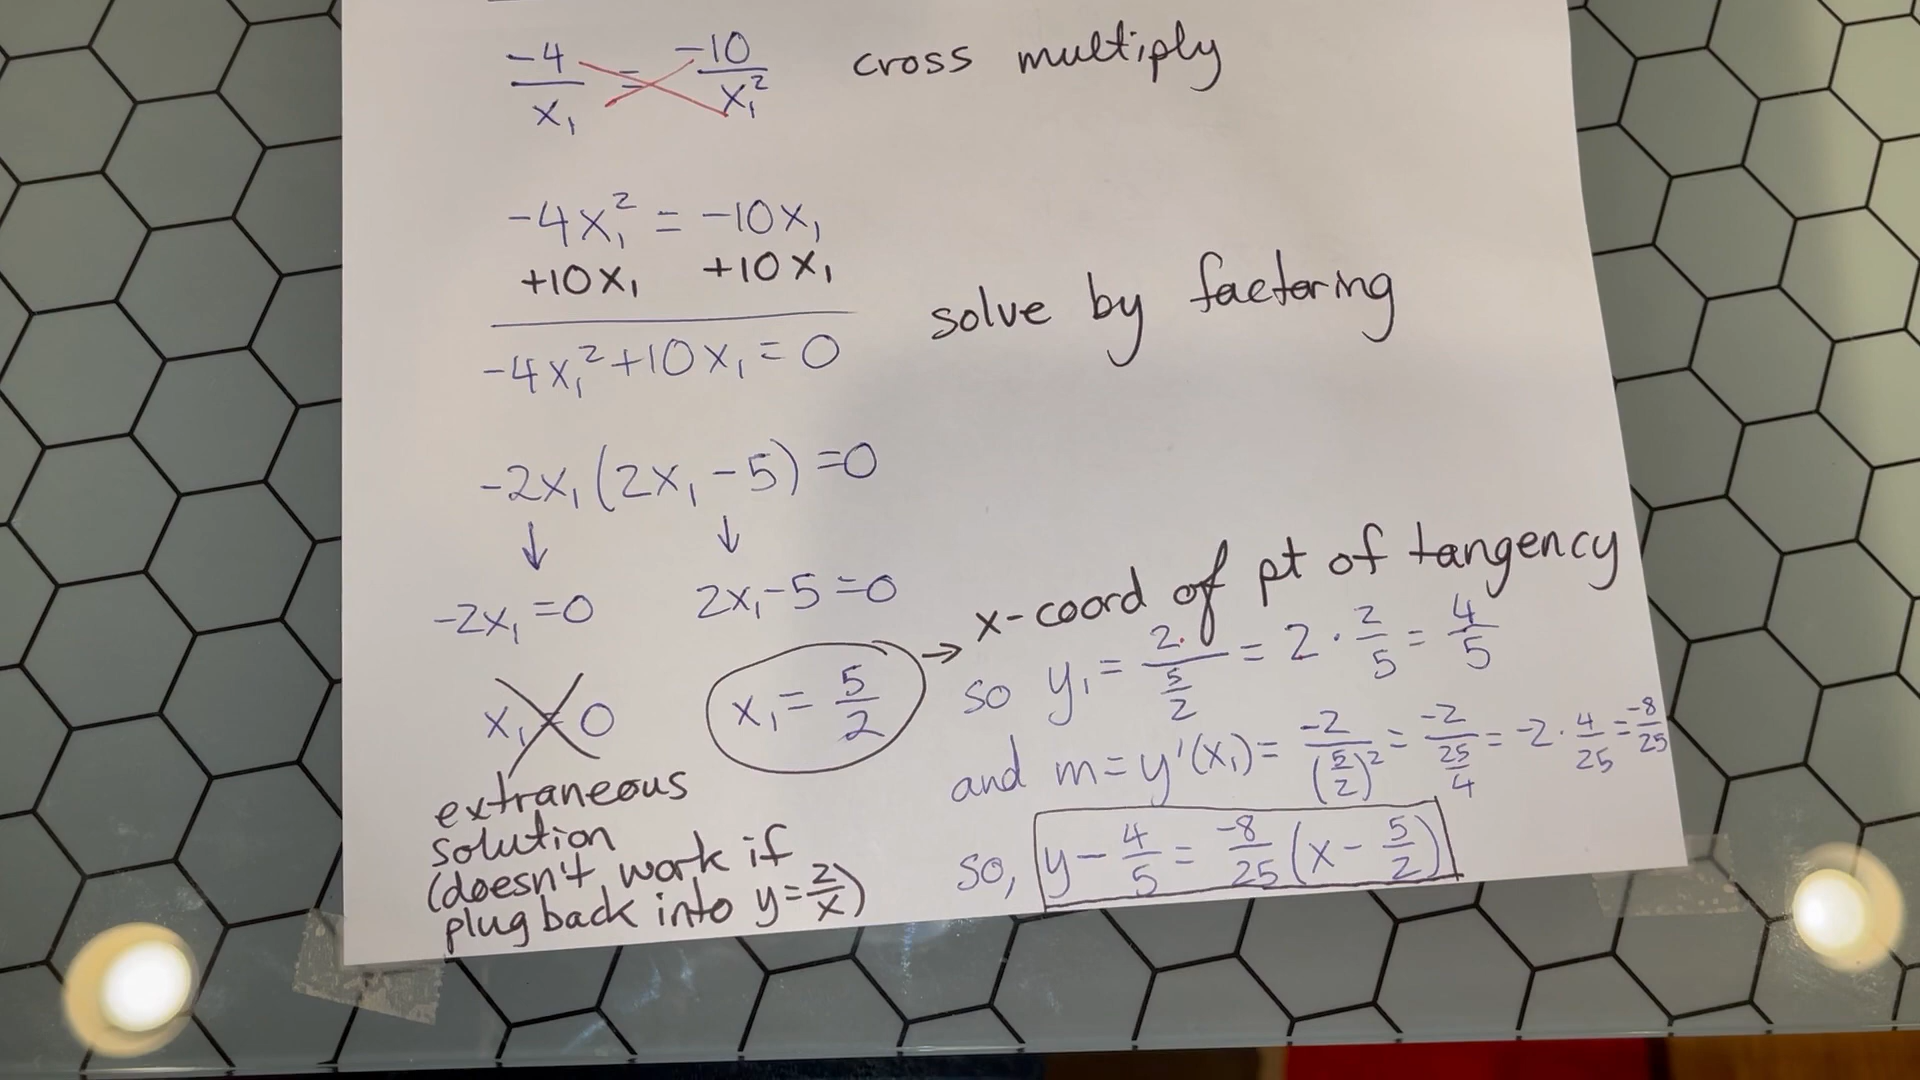 -4/x₁ = -10/x₁² cross multiply
-4x₁² = -10x₁
+10x₁ +10x₁
solve by factoring
-4x₁²+10x₁=0
-2x₁(2x₁-5)=0
↓ ↓
-2x₁=0 2x₁-5=0
x₁=0 x₁=5/2 → x-coord of pt of tangency
so y₁ = 2/(5/2) = 2·2/5 = 4/5
and m=y'(x₁)= -2/(5/2)² = -2/(25/4) = -2·4/25 = -8/25
so, y-4/5 = -8/25(x-5/2)
extraneous
solution
(doesn't work if
plug back into y=2/x)